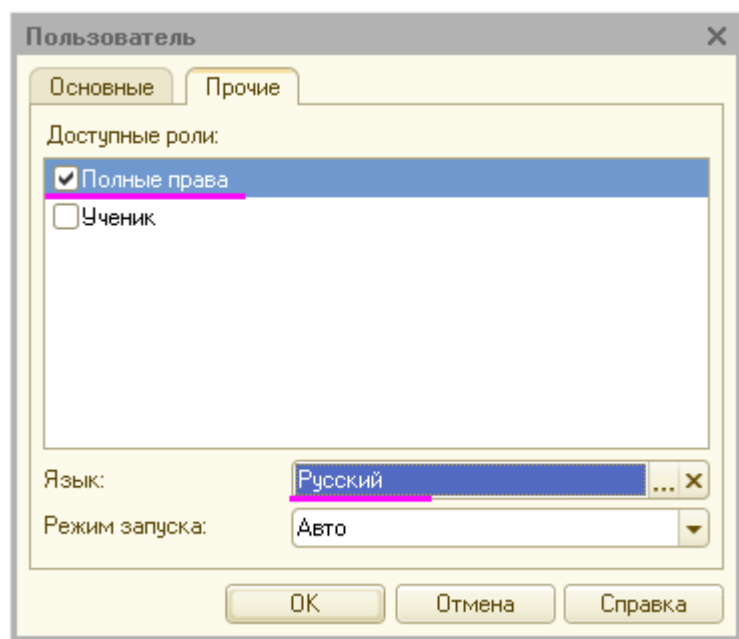 Пользователь
Основные Прочие
Доступные роли:
Полные права
Ученик
Язык: Русский ...
Режим запуска: Авто
OK Отмена Справка